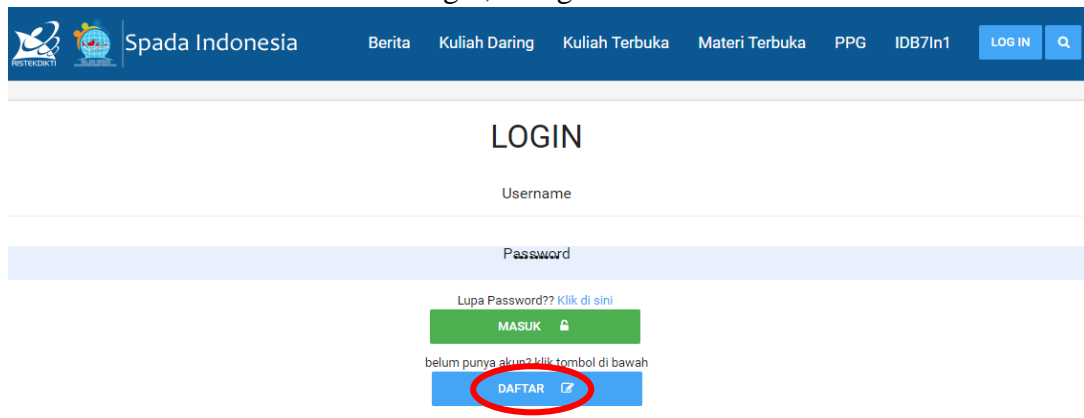 RISTEKDIKTI Spada Indonesia Berita Kuliah Daring Kuliah Terbuka Materi Terbuka PPG IDB7In1 LOG IN
LOGIN
Username
Password
Lupa Password?? Klik di sini
MASUK
belum punya akun? klik tombol di bawah
DAFTAR